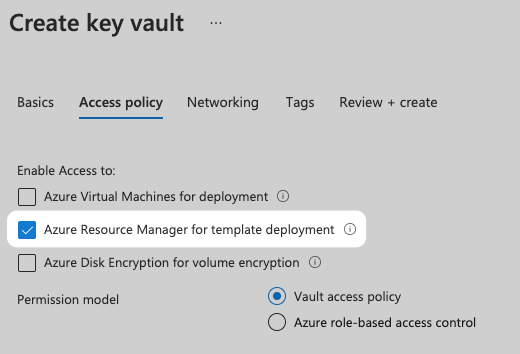 Create key vault ...
Basics Access policy Networking Tags Review + create
Enable Access to:
Azure Virtual Machines for deployment
Azure Resource Manager for template deployment
Azure Disk Encryption for volume encryption
Permission model Vault access policy
Azure role-based access control